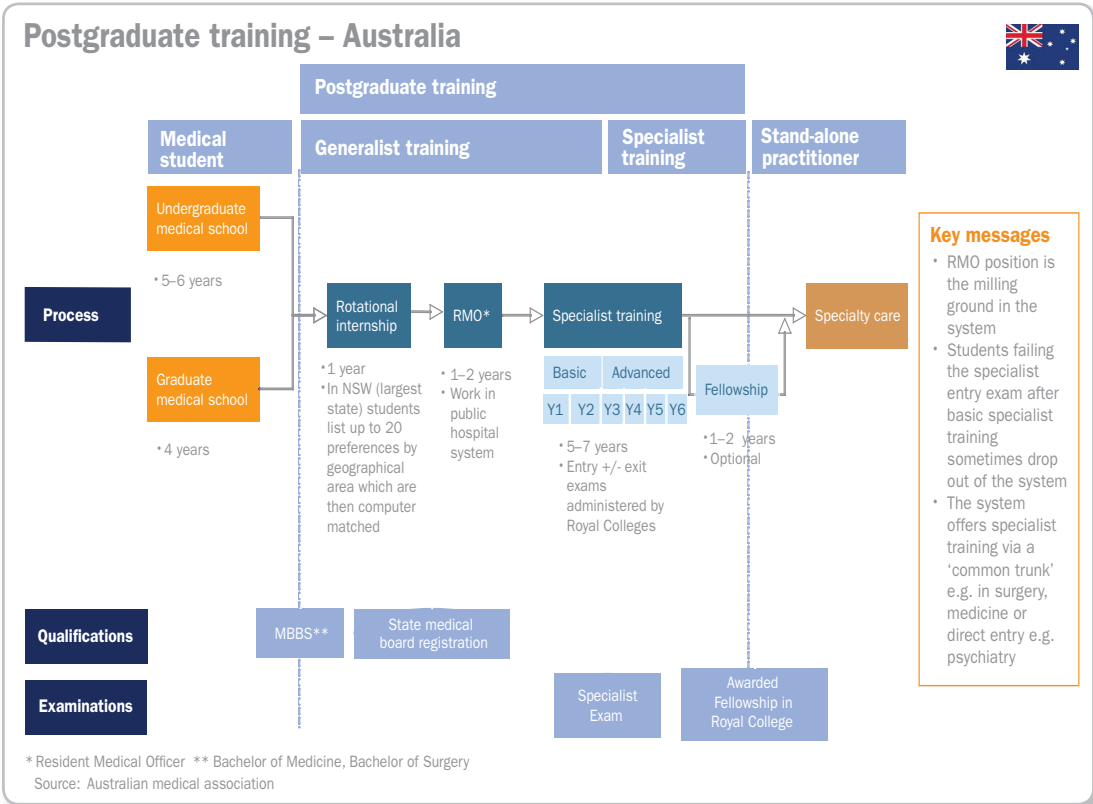 Postgraduate training – Australia
Postgraduate training
Medical
student
Generalist training
Specialist
training
Stand-alone
practitioner
Process
Undergraduate
medical school
• 5–6 years
Graduate
medical school
• 4 years
Rotational
internship
• 1 year
• In NSW (largest
state) students
list up to 20
preferences by
geographical
area which are
then computer
matched
RMO*
• 1–2 years
• Work in
public
hospital
system
Specialist training
Basic
Advanced
Y1
Y2
Y3
Y4
Y5
Y6
• 5–7 years
• Entry +/- exit
exams
administered by
Royal Colleges
Fellowship
• 1–2 years
• Optional
Specialty care
Key messages
• RMO position is
the milling
ground in the
system
• Students failing
the specialist
entry exam after
basic specialist
training
sometimes drop
out of the system
• The system
offers specialist
training via a
‘common trunk’
e.g. in surgery,
medicine or
direct entry e.g.
psychiatry
Qualifications
MBBS**
State medical
board registration
Examinations
Specialist
Exam
Awarded
Fellowship in
Royal College
* Resident Medical Officer ** Bachelor of Medicine, Bachelor of Surgery
Source: Australian medical association